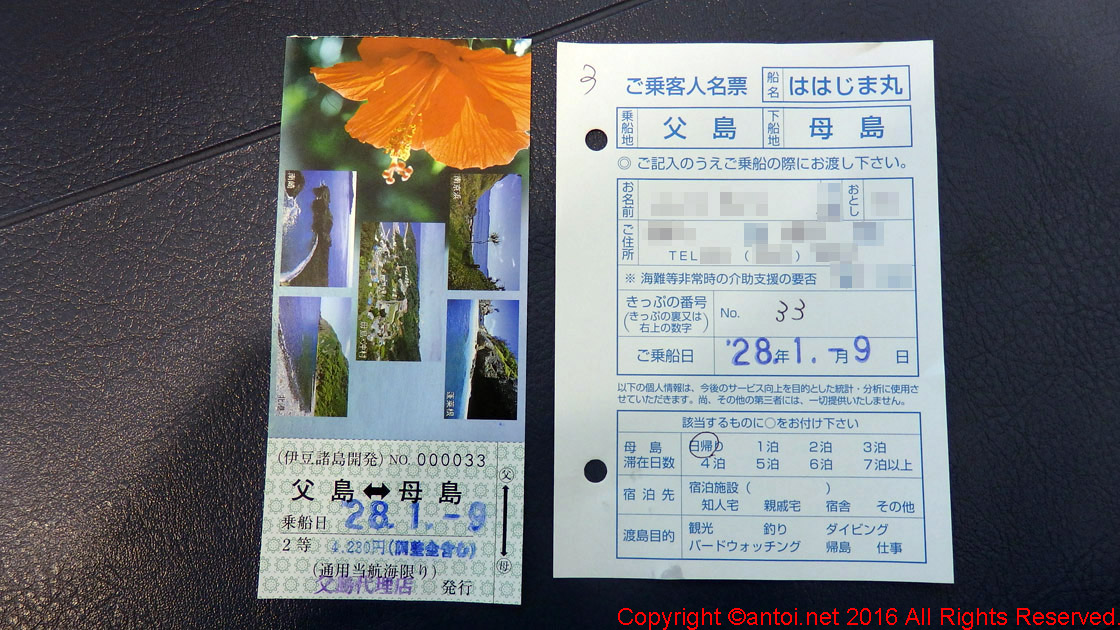 南崎
南京浜
母島・沖村
北港
蓬莱根
(伊豆諸島開発) NO. 000033
父島⬌母島
乗船日 28.1.-9
2等 4,280円(調整金含む)
(通用当航海限り)
父島代理店 発行
父
母
3
ご乗客人名票 船名 ははじま丸
乗船地 父島 下船地 母島
◎ ご記入のうえご乗船の際にお渡し下さい。
お名前 おとし
ご住所
TEL ( )
※ 海難等非常時の介助支援の要否
きっぷの番号
(きっぷの裏又は右上の数字)
No. 33
ご乗船日 '28.年1.-月9日
以下の個人情報は、今後のサービス向上を目的とした統計・分析に使用さ
せていただきます。尚、その他の第三者には、一切提供いたしません。
該当するものに○をお付け下さい
母島滞在日数
日帰り 1泊 2泊 3泊
4泊 5泊 6泊 7泊以上
宿泊先
宿泊施設( )
知人宅 親戚宅 宿舎 その他
渡島目的
観光 釣り ダイビング
バードウォッチング 帰島 仕事
Copyright ©antoi.net 2016 All Rights Reserved